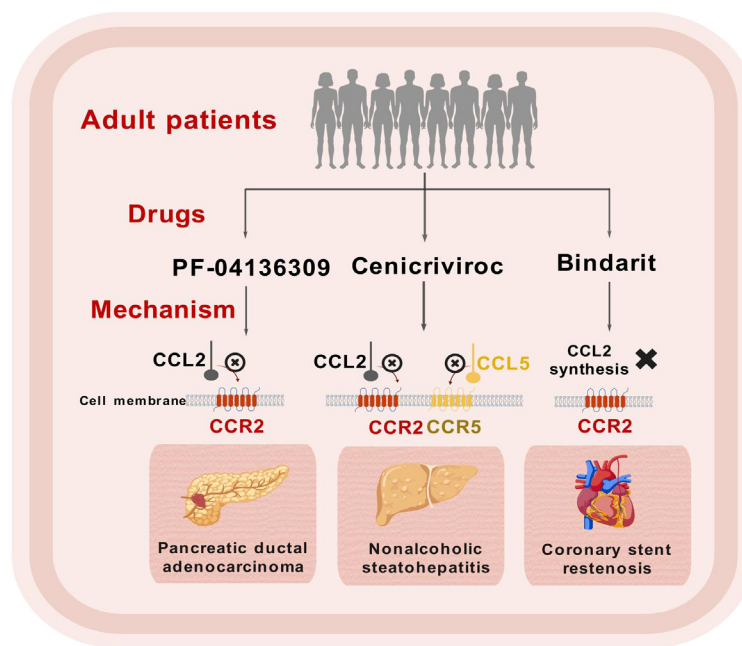 Adult patients
Drugs
PF-04136309
Cenicriviroc
Bindarit
Mechanism
CCL2
CCL2
CCL5
CCL2
synthesis
Cell membrane
CCR2
CCR2
CCR5
CCR2
Pancreatic ductal
adenocarcinoma
Nonalcoholic
steatohepatitis
Coronary stent
restenosis